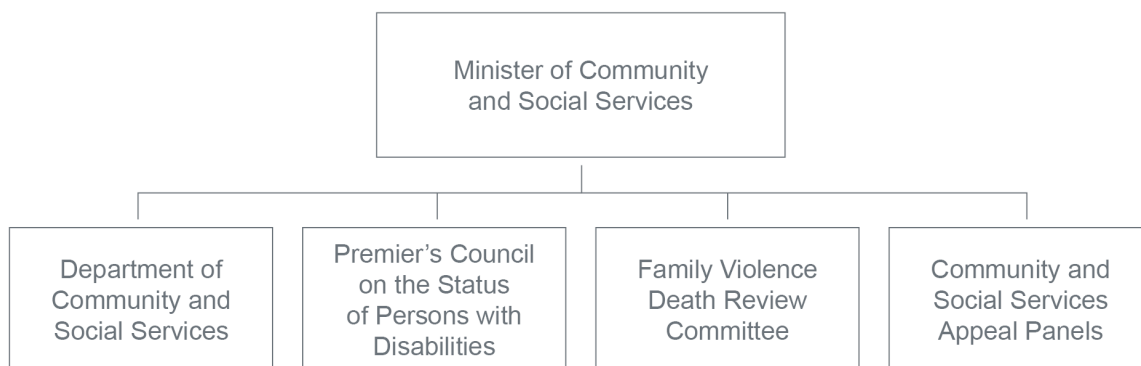 Minister of Community
and Social Services
Department of
Community and
Social Services
Premier’s Council
on the Status
of Persons with
Disabilities
Family Violence
Death Review
Committee
Community and
Social Services
Appeal Panels